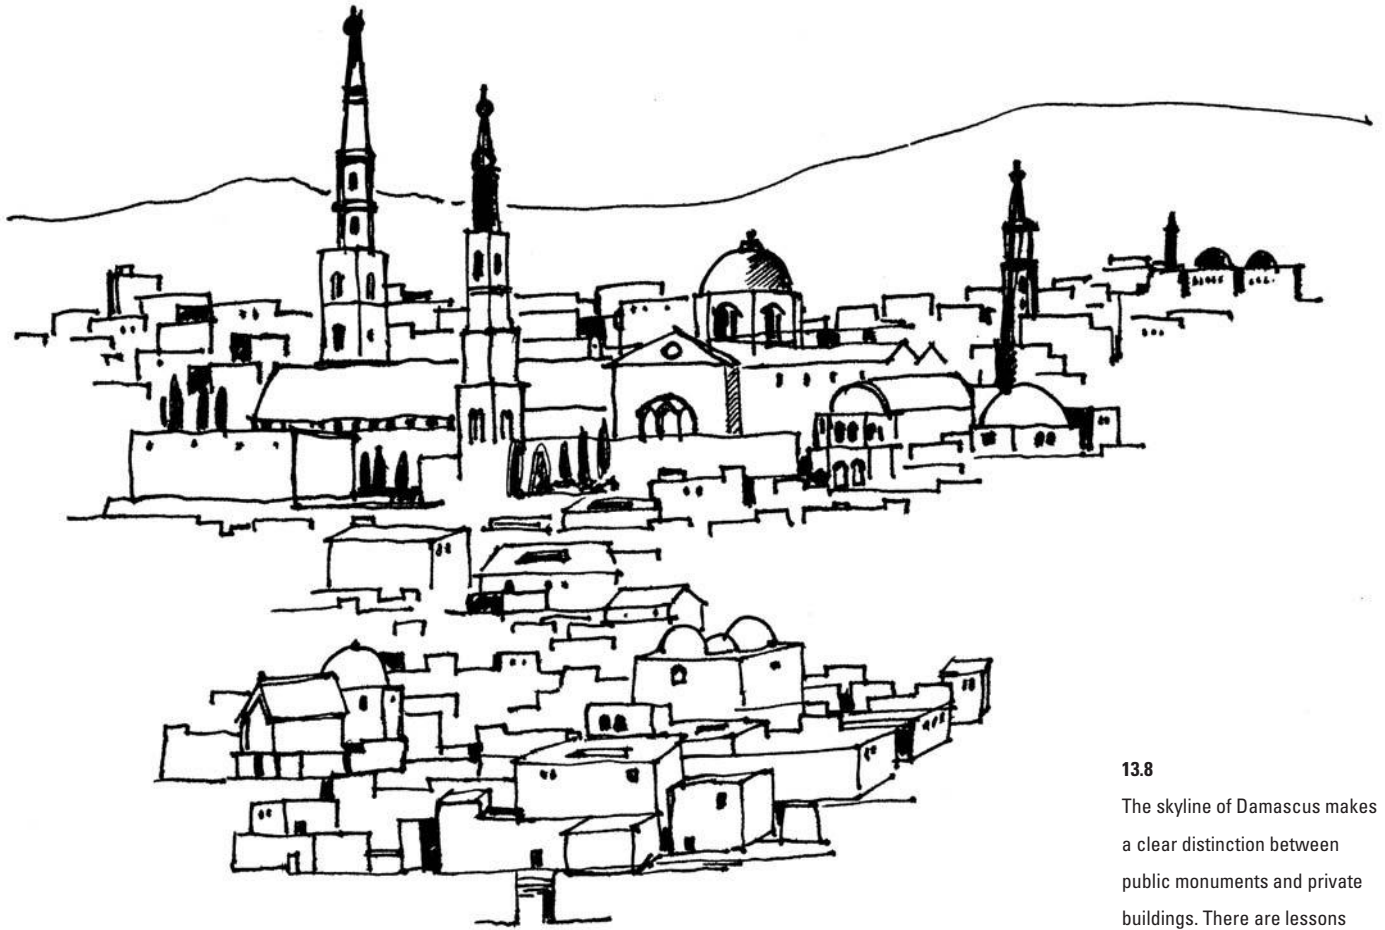 13.8
The skyline of Damascus makes
a clear distinction between
public monuments and private
buildings. There are lessons